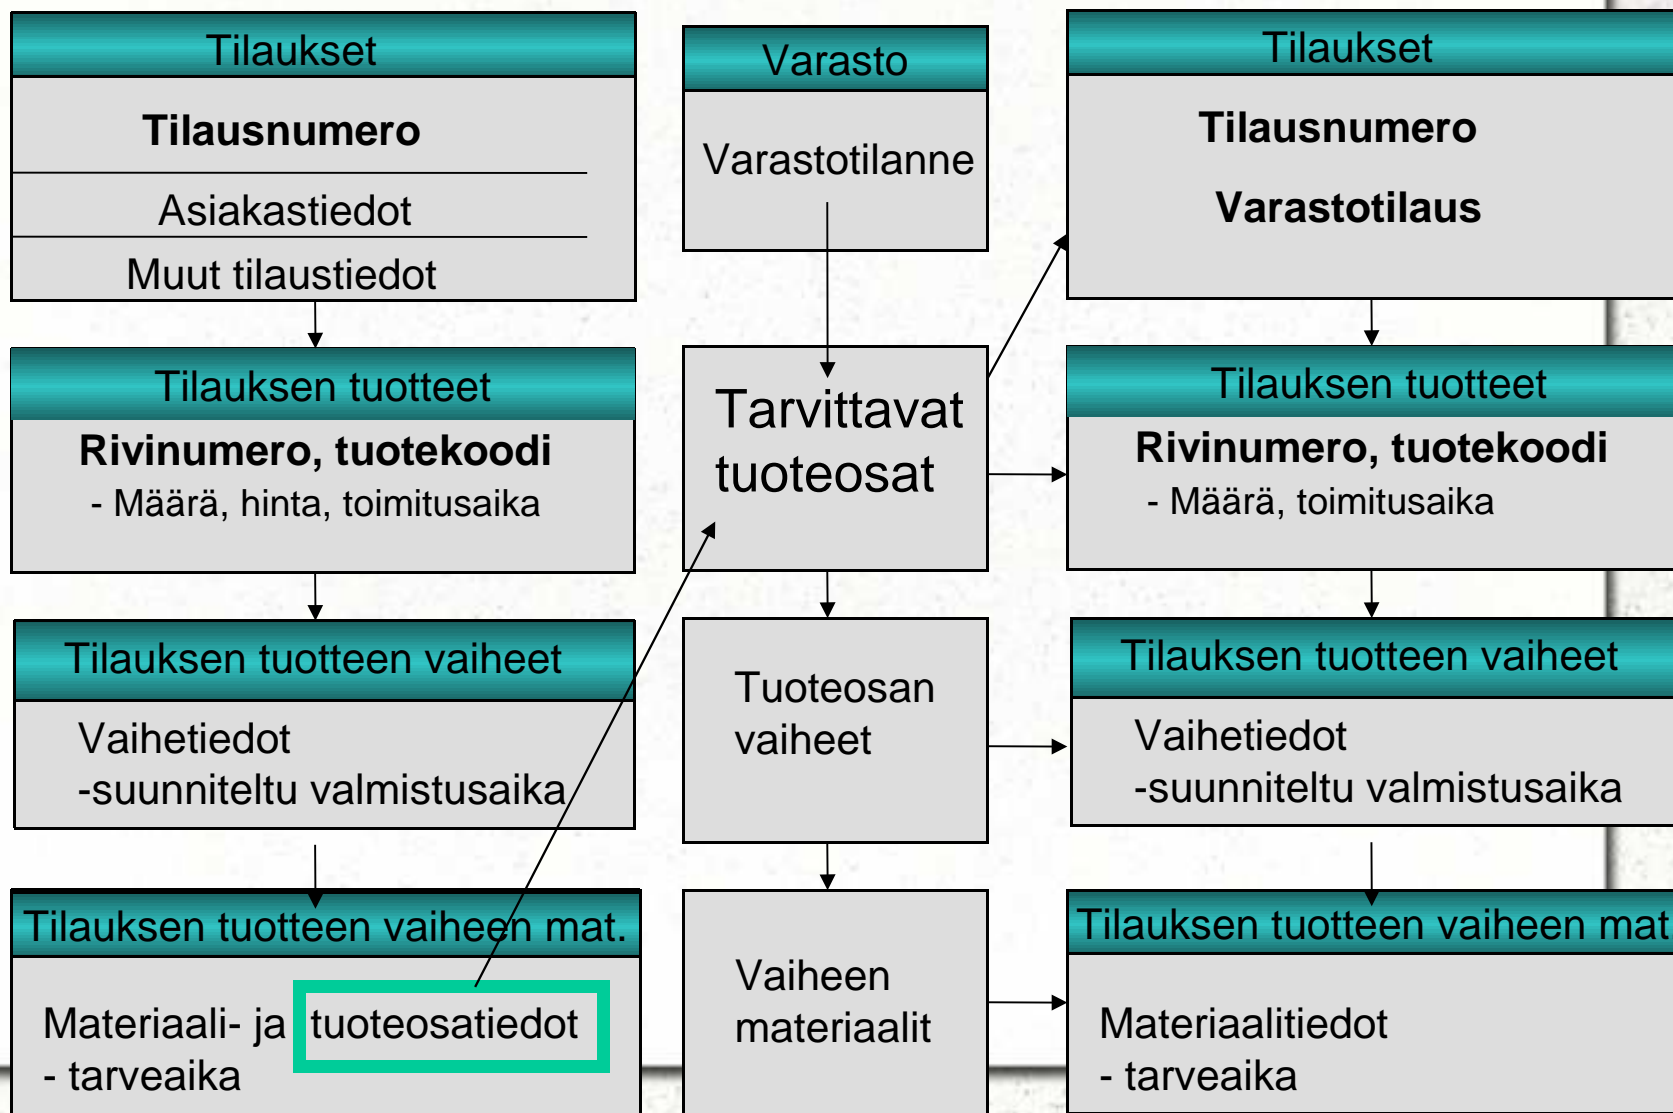 Tilaukset
Tilausnumero
Asiakastiedot
Muut tilaustiedot
Tilauksen tuotteet
Rivinumero, tuotekoodi
- Määrä, hinta, toimitusaika
Tilauksen tuotteen vaiheet
Vaihetiedot
-suunniteltu valmistusaika
Tilauksen tuotteen vaiheen mat.
Materiaali- ja tuoteosatiedot
- tarveaika
Varasto
Varastotilanne
Tarvittavat
tuoteosat
Tuoteosan
vaiheet
Vaiheen
materiaalit
Tilaukset
Tilausnumero
Varastotilaus
Tilauksen tuotteet
Rivinumero, tuotekoodi
- Määrä, toimitusaika
Tilauksen tuotteen vaiheet
Vaihetiedot
-suunniteltu valmistusaika
Tilauksen tuotteen vaiheen mat
Materiaalitiedot
- tarveaika